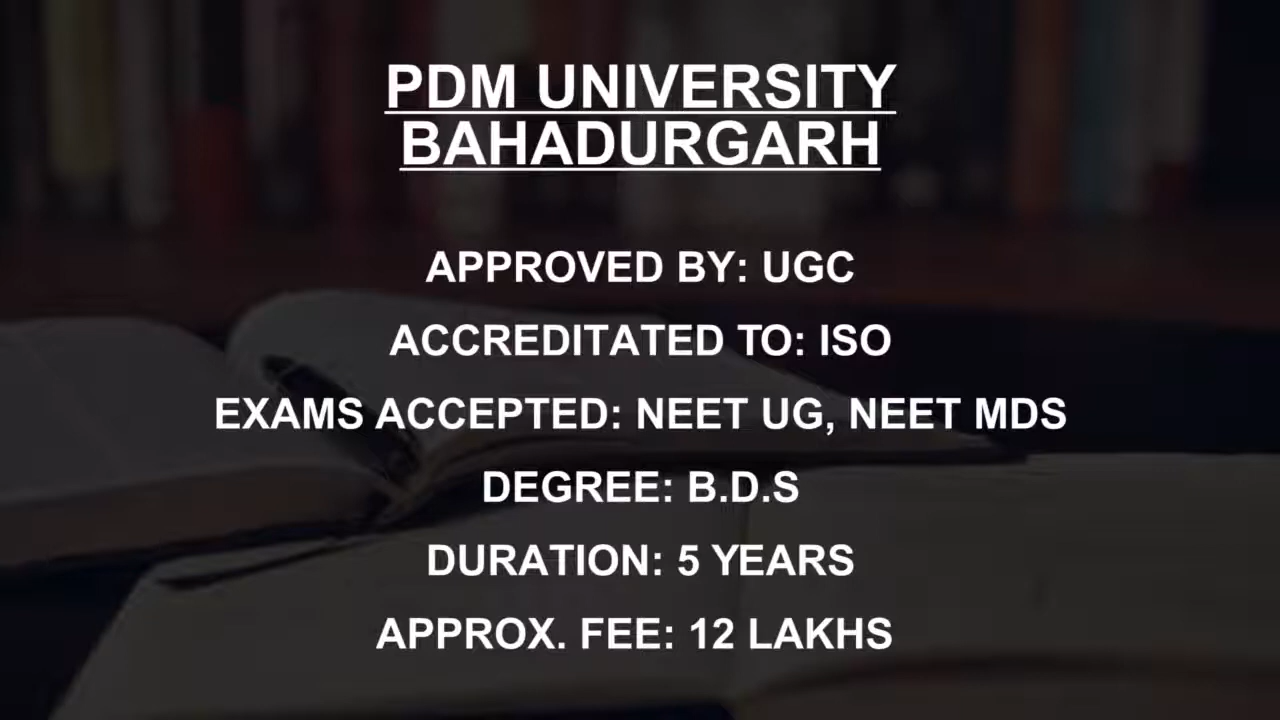 PDM UNIVERSITY
BAHADURGARH
APPROVED BY: UGC
ACCREDITATED TO: ISO
EXAMS ACCEPTED: NEET UG, NEET MDS
DEGREE: B.D.S
DURATION: 5 YEARS
APPROX. FEE: 12 LAKHS